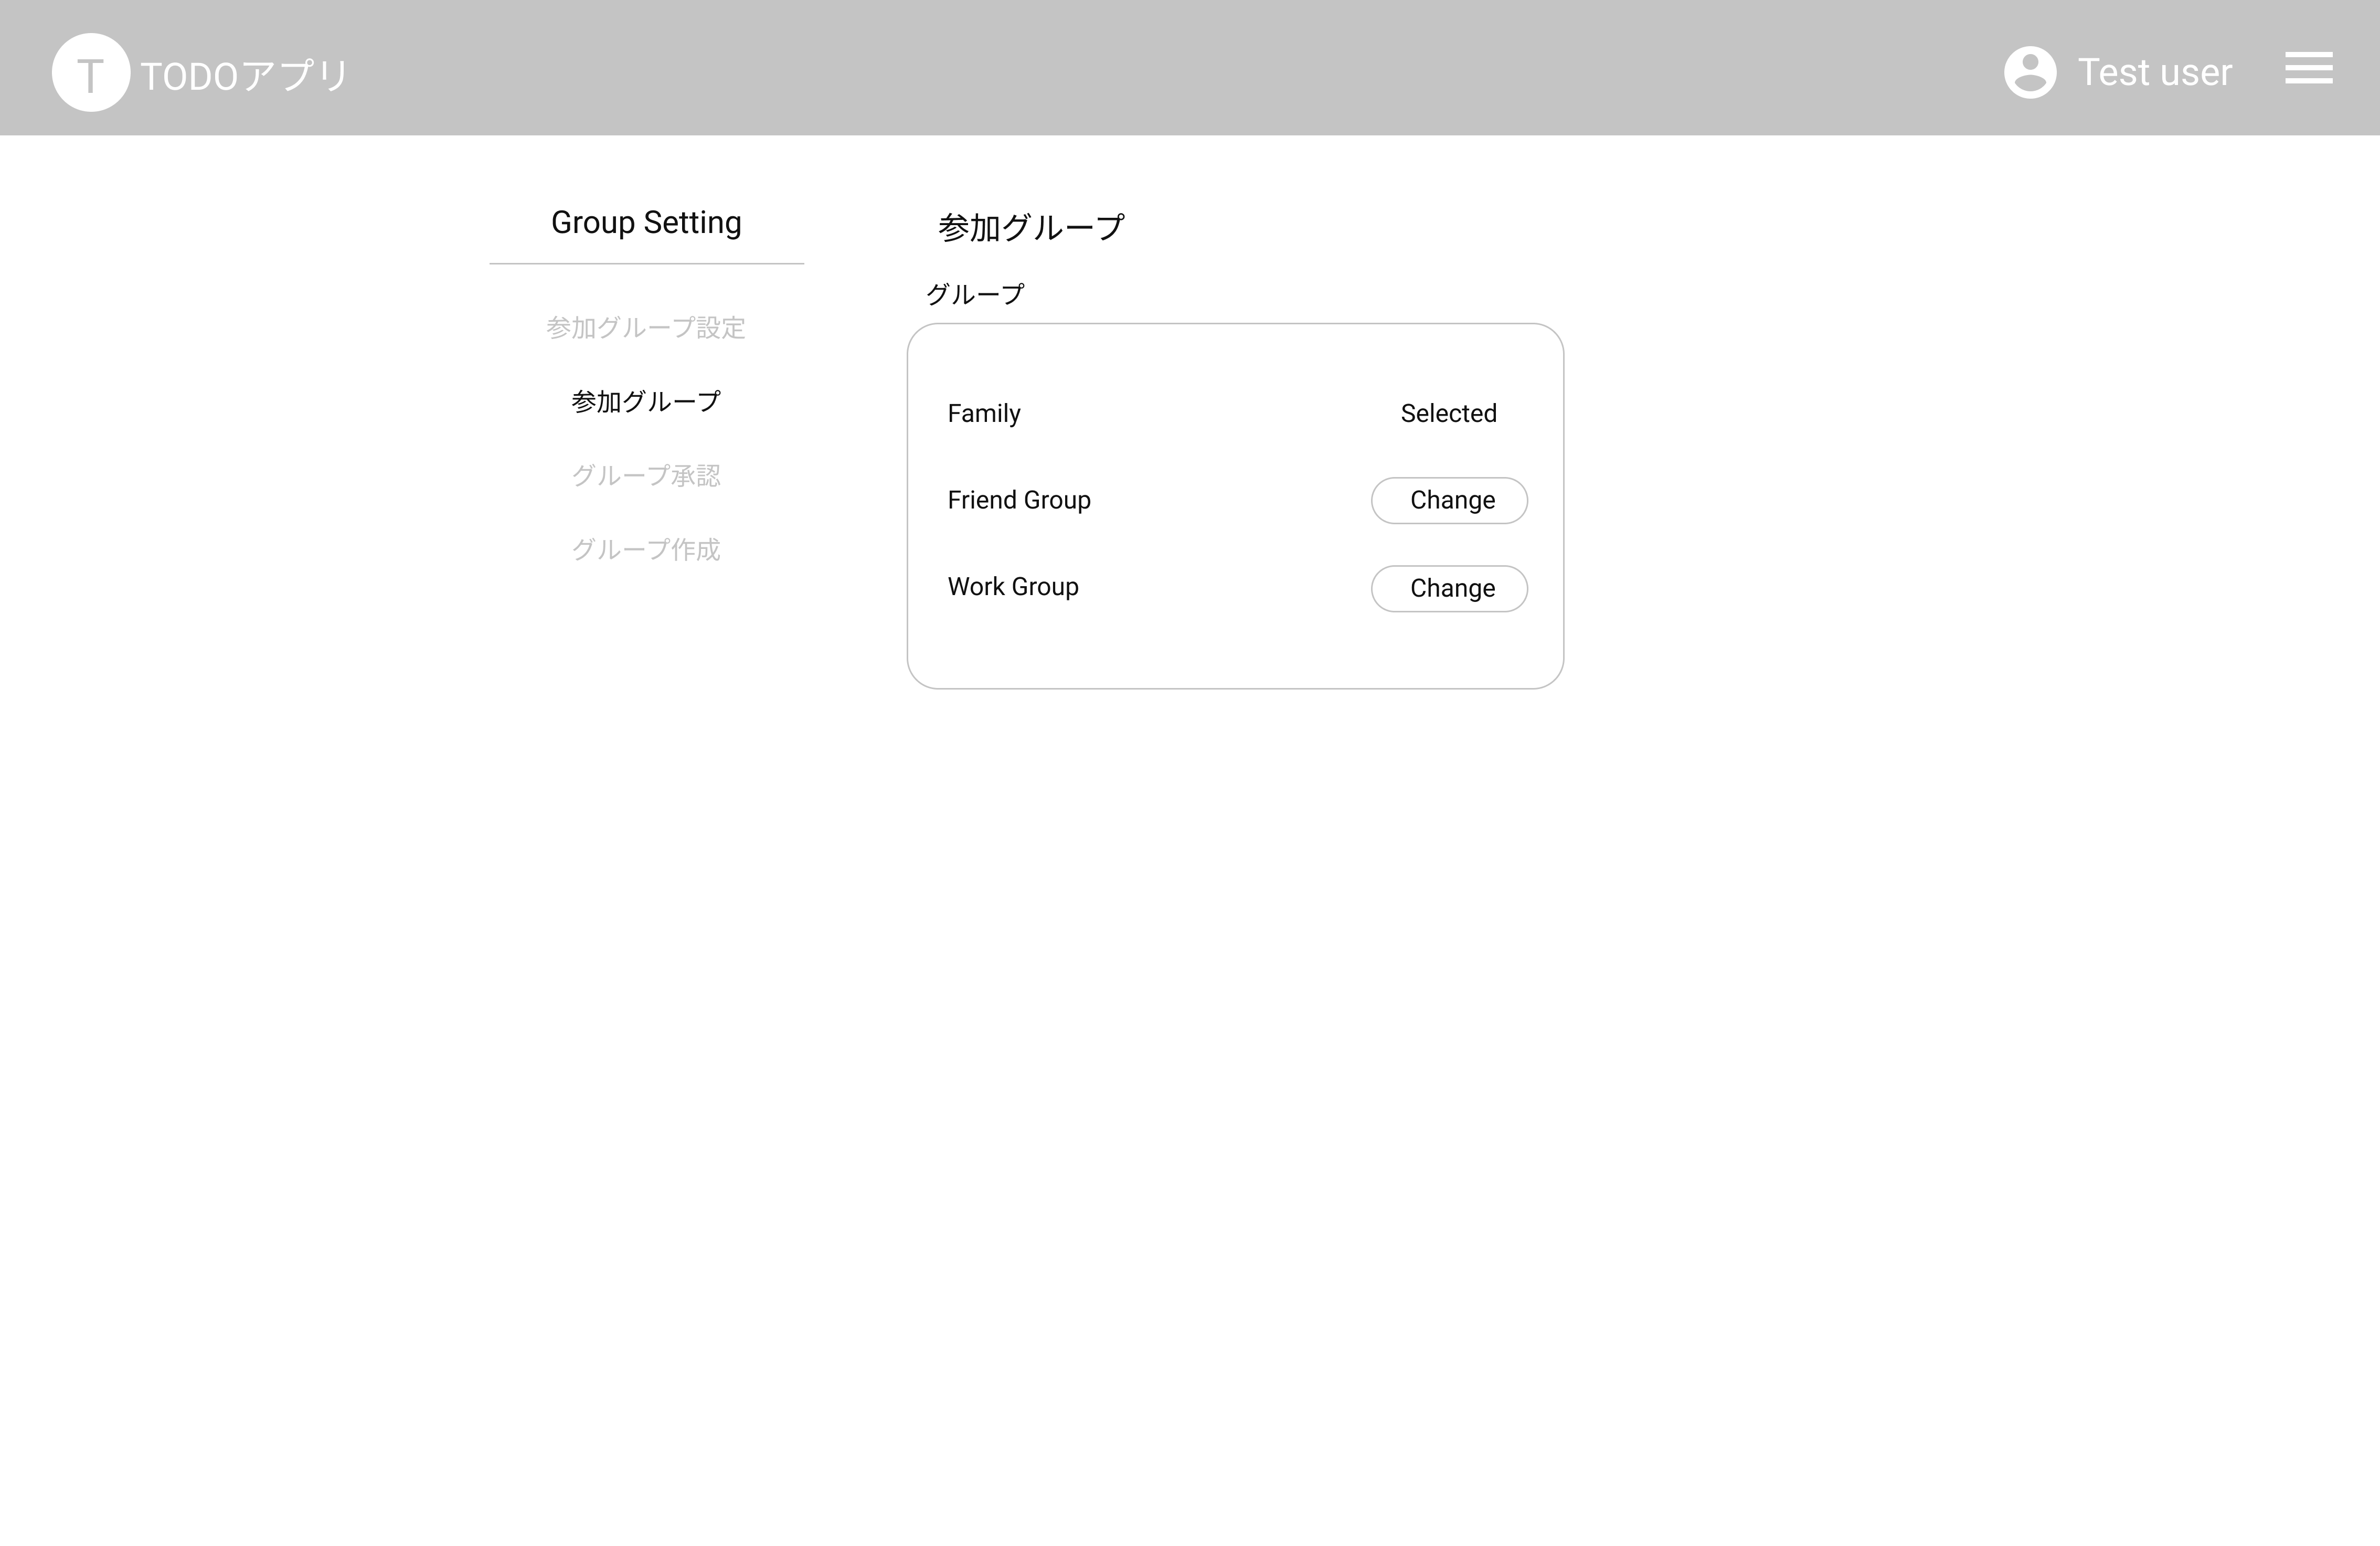 T
TODOアプリ
Test user
Group Setting
参加グループ設定
参加グループ
グループ承認
グループ作成
参加グループ
グループ
Family
Selected
Friend Group
Change
Work Group
Change